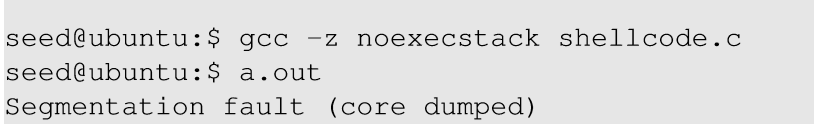 seed@ubuntu:$ gcc -z noexecstack shellcode.c
seed@ubuntu:$ a.out
Segmentation fault (core dumped)